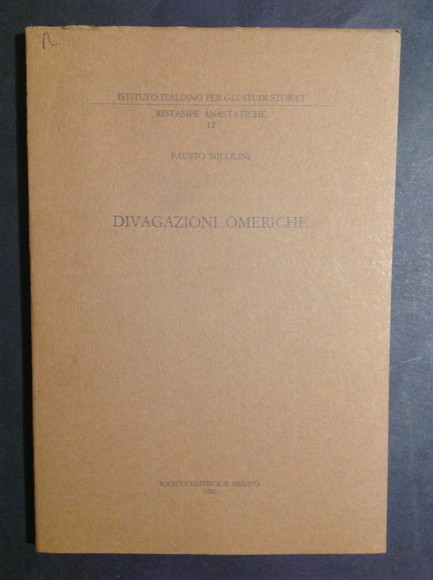 ISTITUTO ITALIANO PER GLI STUDI STORICI
RISTAMPE ANASTATICHE
12
FAUSTO NICOLINI
DIVAGAZIONI OMERICHE
SOCIETÀ EDITRICE IL MULINO